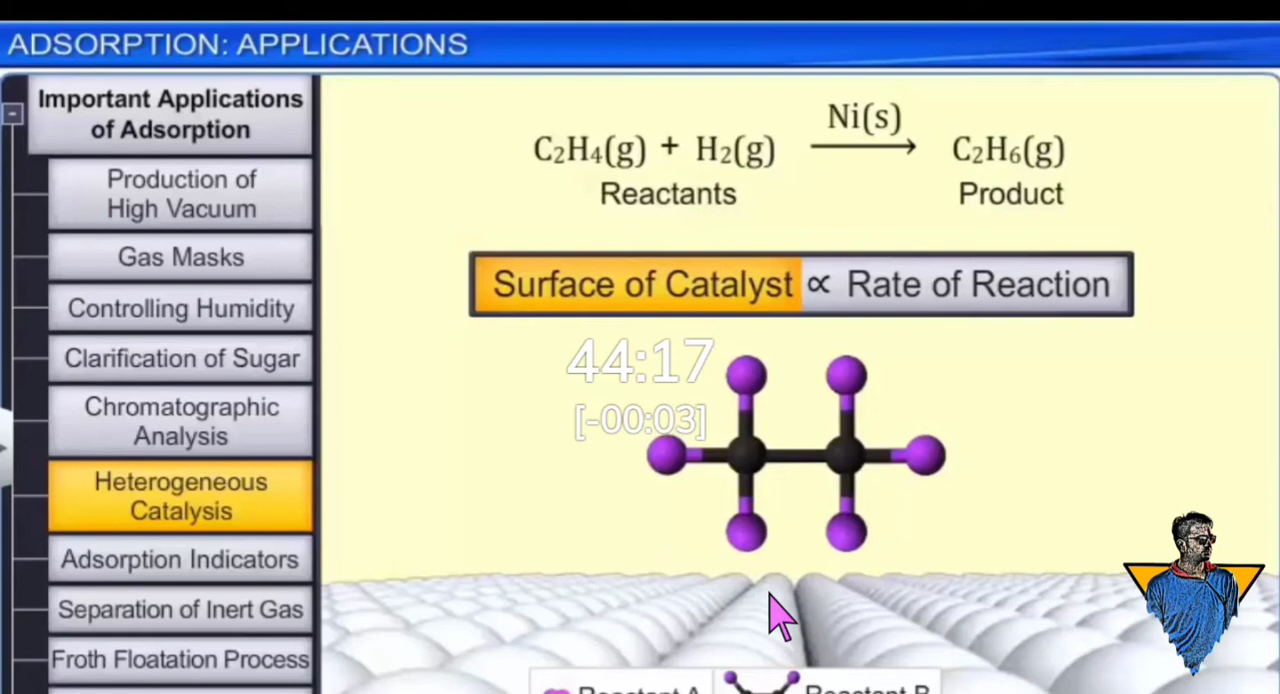 ADSORPTION: APPLICATIONS
Important Applications
of Adsorption
Production of
High Vacuum
Gas Masks
Controlling Humidity
Clarification of Sugar
Chromatographic
Analysis
Heterogeneous
Catalysis
Adsorption Indicators
Separation of Inert Gas
Froth Floatation Process
Ni(s)
C₂H₄(g) + H₂(g) ⟶ C₂H₆(g)
Reactants Product
Surface of Catalyst ∝ Rate of Reaction
44:17
[-00:03]
Reactant A Reactant B